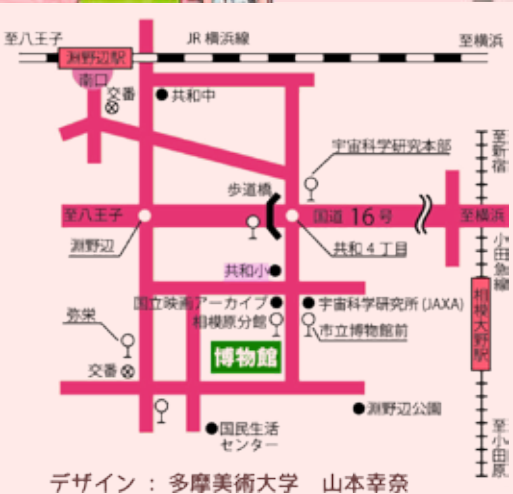 至八王子
JR 横浜線
至横浜
淵野辺駅
南口
交番
共和中
至新宿
宇宙科学研究本部
歩道橋
至八王子
国道 16 号
至横浜
淵野辺
共和 4 丁目
小田急線
共和小
国立映画アーカイブ
相模原分館
宇宙科学研究所 (JAXA)
市立博物館前
相模大野駅
弥栄
博物館
交番
淵野辺公園
国民生活
センター
至小田原
デザイン : 多摩美術大学 山本幸奈